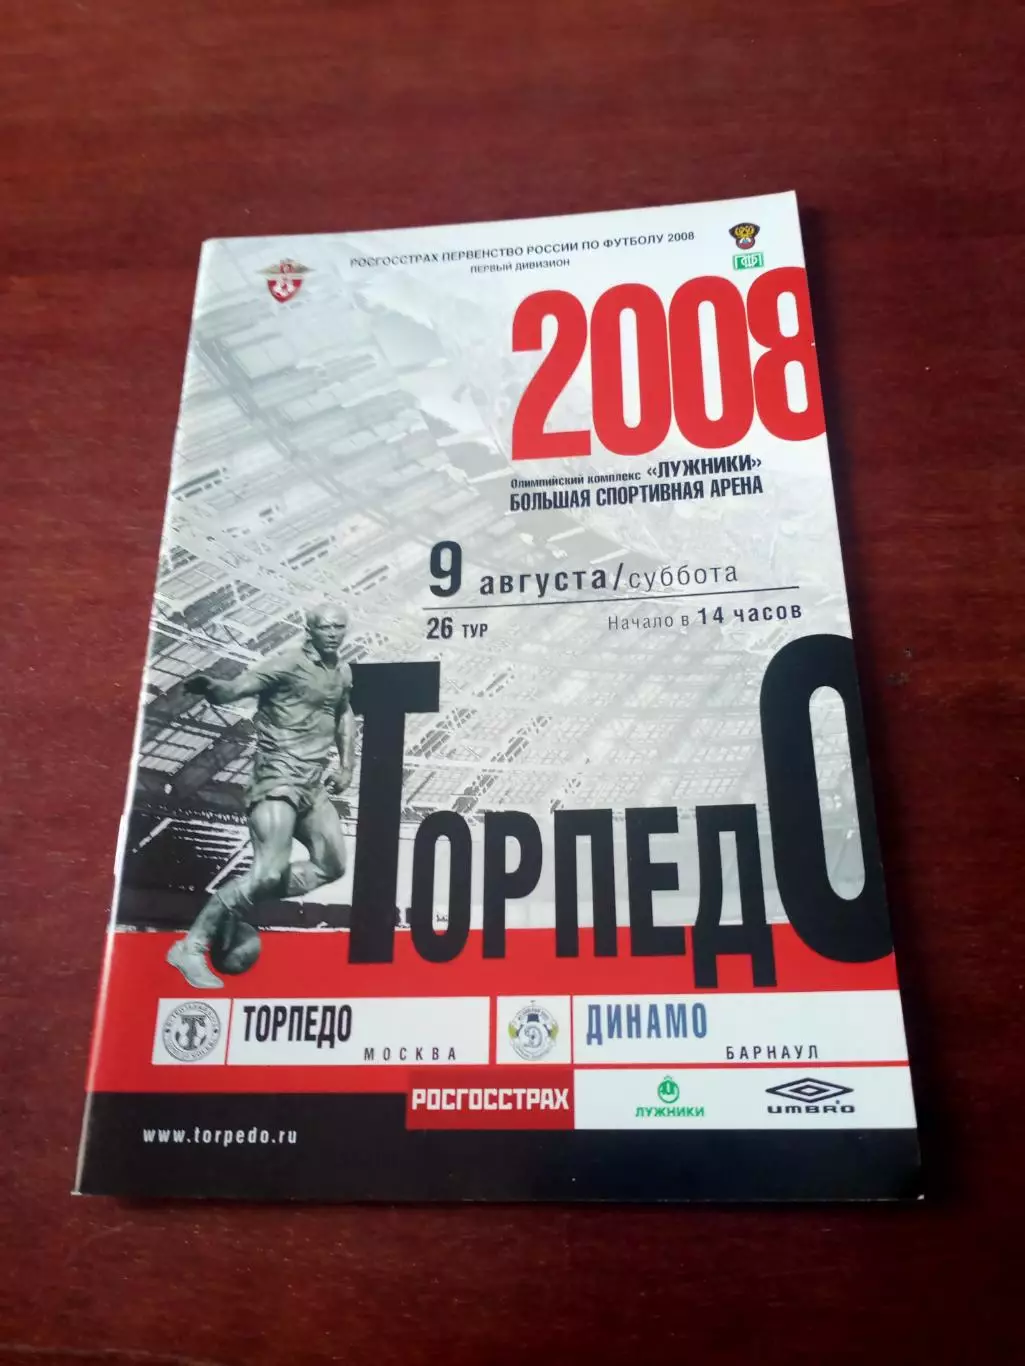 РОСГОССТРАХ ПЕРВЕНСТВО РОССИИ ПО ФУТБОЛУ 2008
ПЕРВЫЙ ДИВИЗИОН
2008
Олимпийский комплекс «ЛУЖНИКИ»
БОЛЬШАЯ СПОРТИВНАЯ АРЕНА
9 августа/суббота
26 ТУР Начало в 14 часов
ТОРПЕДО
ТОРПЕДО
МОСКВА
ДИНАМО
БАРНАУЛ
РОСГОССТРАХ
ЛУЖНИКИ
UMBRO
www.torpedo.ru